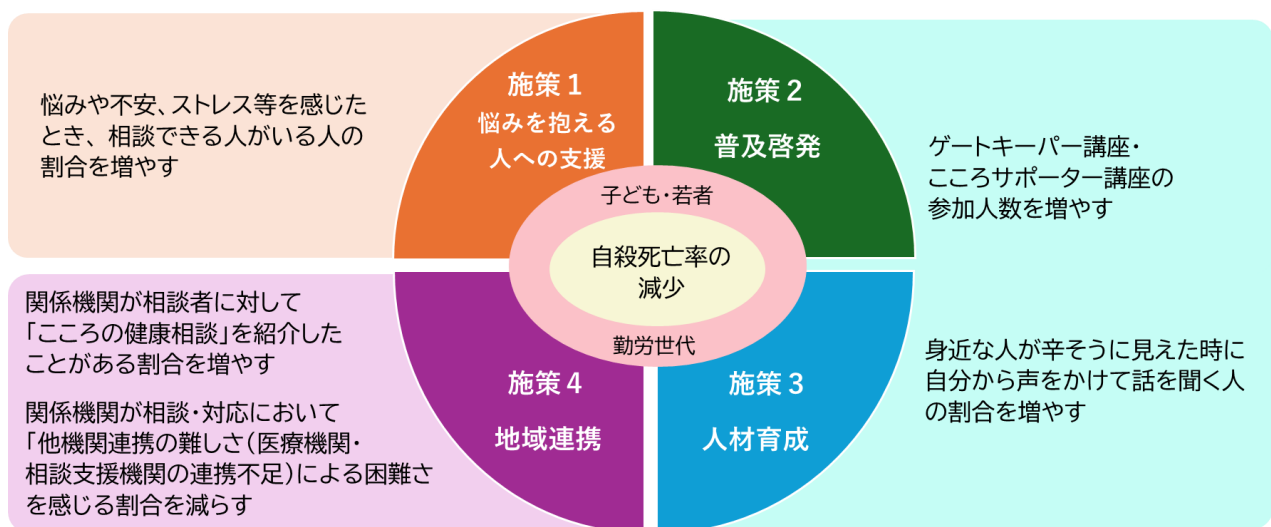 悩みや不安、ストレス等を感じた
とき、相談できる人がいる人の
割合を増やす
施策1
悩みを抱える
人への支援
施策2
普及啓発
ゲートキーパー講座・
こころサポーター講座の
参加人数を増やす
子ども・若者
自殺死亡率の
減少
勤労世代
関係機関が相談者に対して
「こころの健康相談」を紹介した
ことがある割合を増やす
関係機関が相談・対応において
「他機関連携の難しさ(医療機関・
相談支援機関の連携不足)による困難さ
を感じる割合を減らす
施策4
地域連携
施策3
人材育成
身近な人が辛そうに見えた時に
自分から声をかけて話を聞く人
の割合を増やす